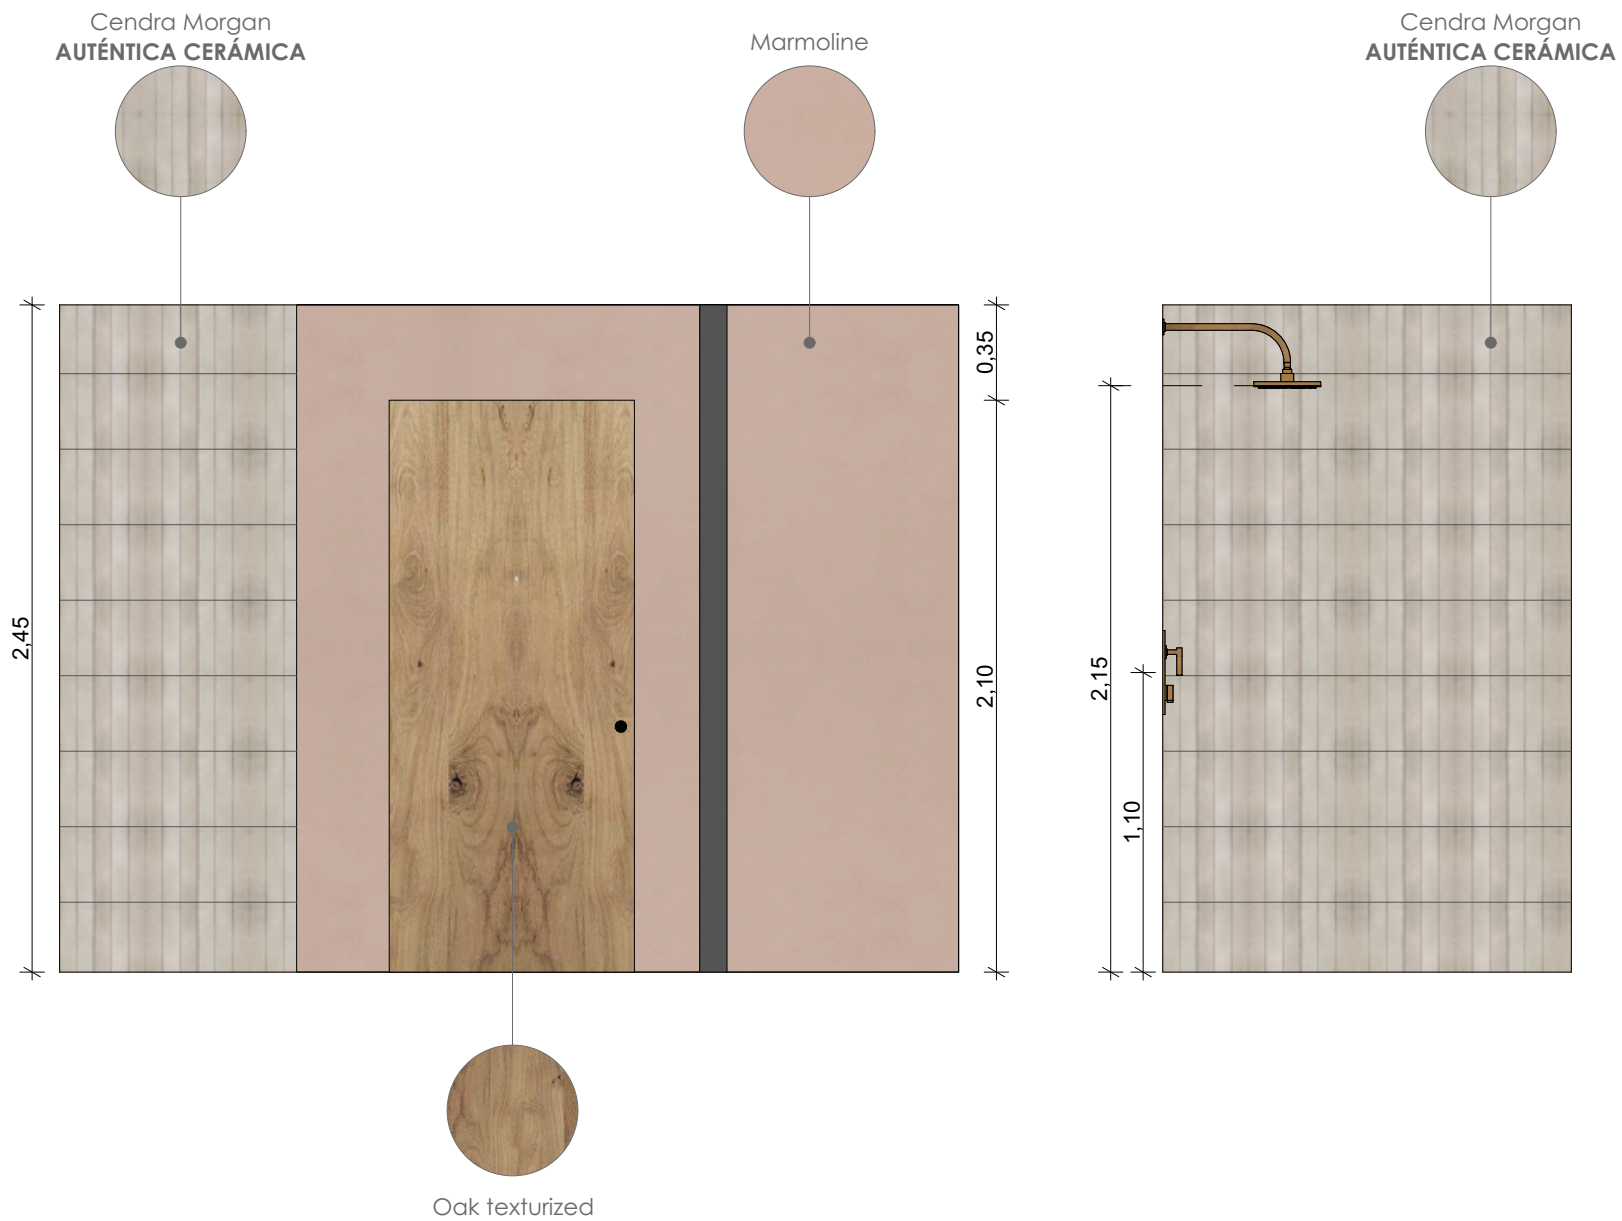 Cendra Morgan
AUTÉNTICA CERÁMICA
Marmoline
Cendra Morgan
AUTÉNTICA CERÁMICA
2,45
0,35
2,10
2,15
1,10
Oak texturized